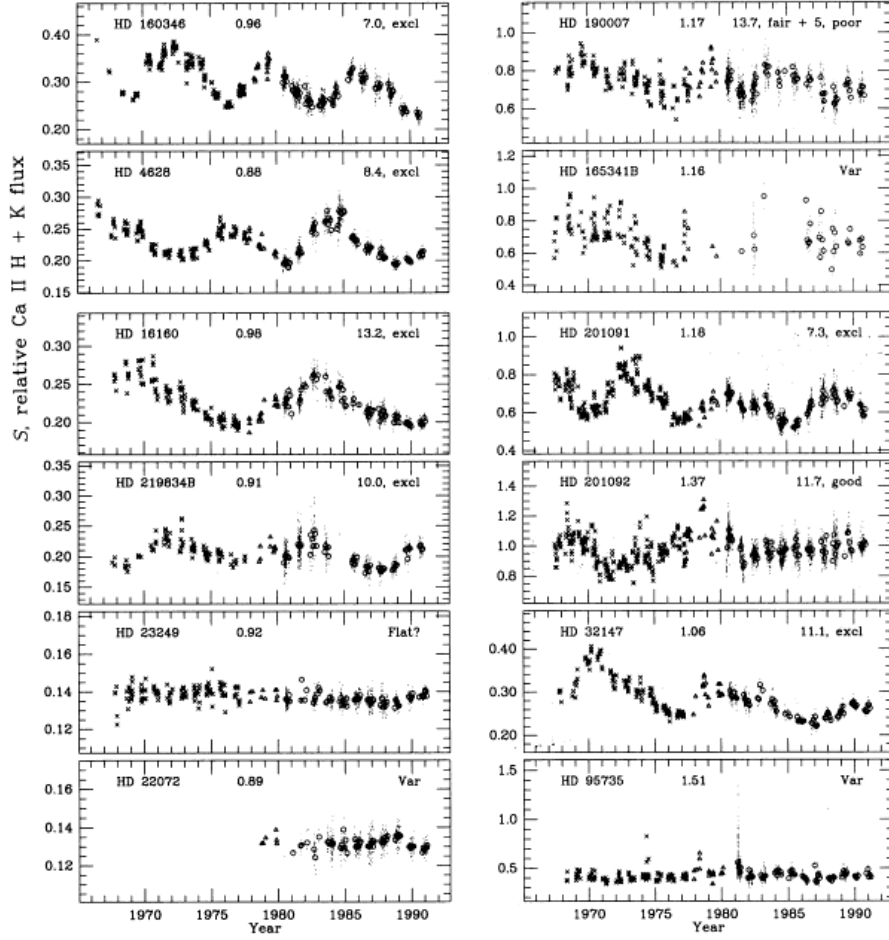 S, relative Ca II H + K flux
HD 160346 0.96 7.0, excl
0.40
0.30
0.20
HD 4628 0.88 8.4, excl
0.35
0.30
0.25
0.20
0.15
HD 16160 0.98 13.2, excl
0.30
0.25
0.20
HD 219834B 0.91 10.0, excl
0.35
0.30
0.25
0.20
0.15
HD 23249 0.92 Flat?
0.18
0.16
0.14
0.12
HD 22072 0.89 Var
0.16
0.14
0.12
1970 1975 1980 1985 1990
Year
HD 190007 1.17 13.7, fair + 5, poor
1.0
0.8
0.6
HD 165341B 1.16 Var
1.2
1.0
0.8
0.6
0.4
HD 201091 1.18 7.3, excl
1.0
0.8
0.6
0.4
HD 201092 1.37 11.7, good
1.4
1.2
1.0
0.8
HD 32147 1.06 11.1, excl
0.40
0.30
0.20
HD 95735 1.51 Var
1.5
1.0
0.5
1970 1975 1980 1985 1990
Year